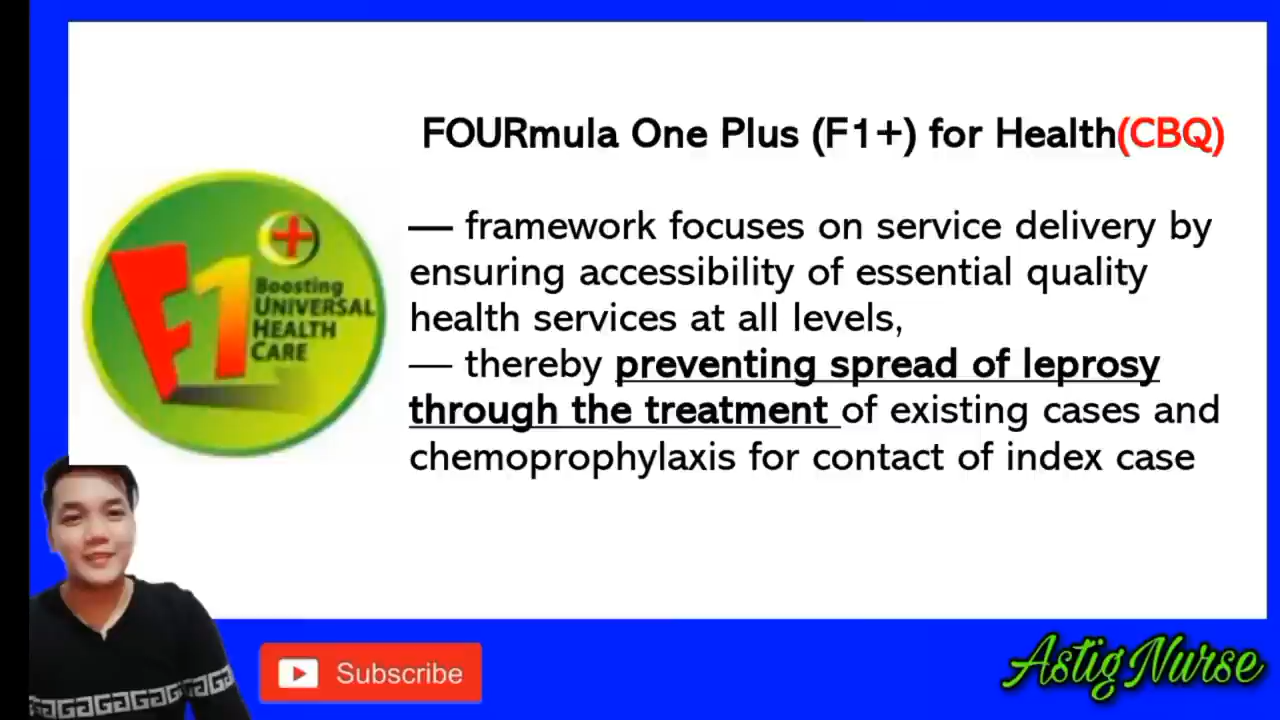 FOURmula One Plus (F1+) for Health(CBQ)
F1
Boosting
UNIVERSAL
HEALTH
CARE
— framework focuses on service delivery by
ensuring accessibility of essential quality
health services at all levels,
— thereby preventing spread of leprosy
through the treatment of existing cases and
chemoprophylaxis for contact of index case
Subscribe
Astig Nurse